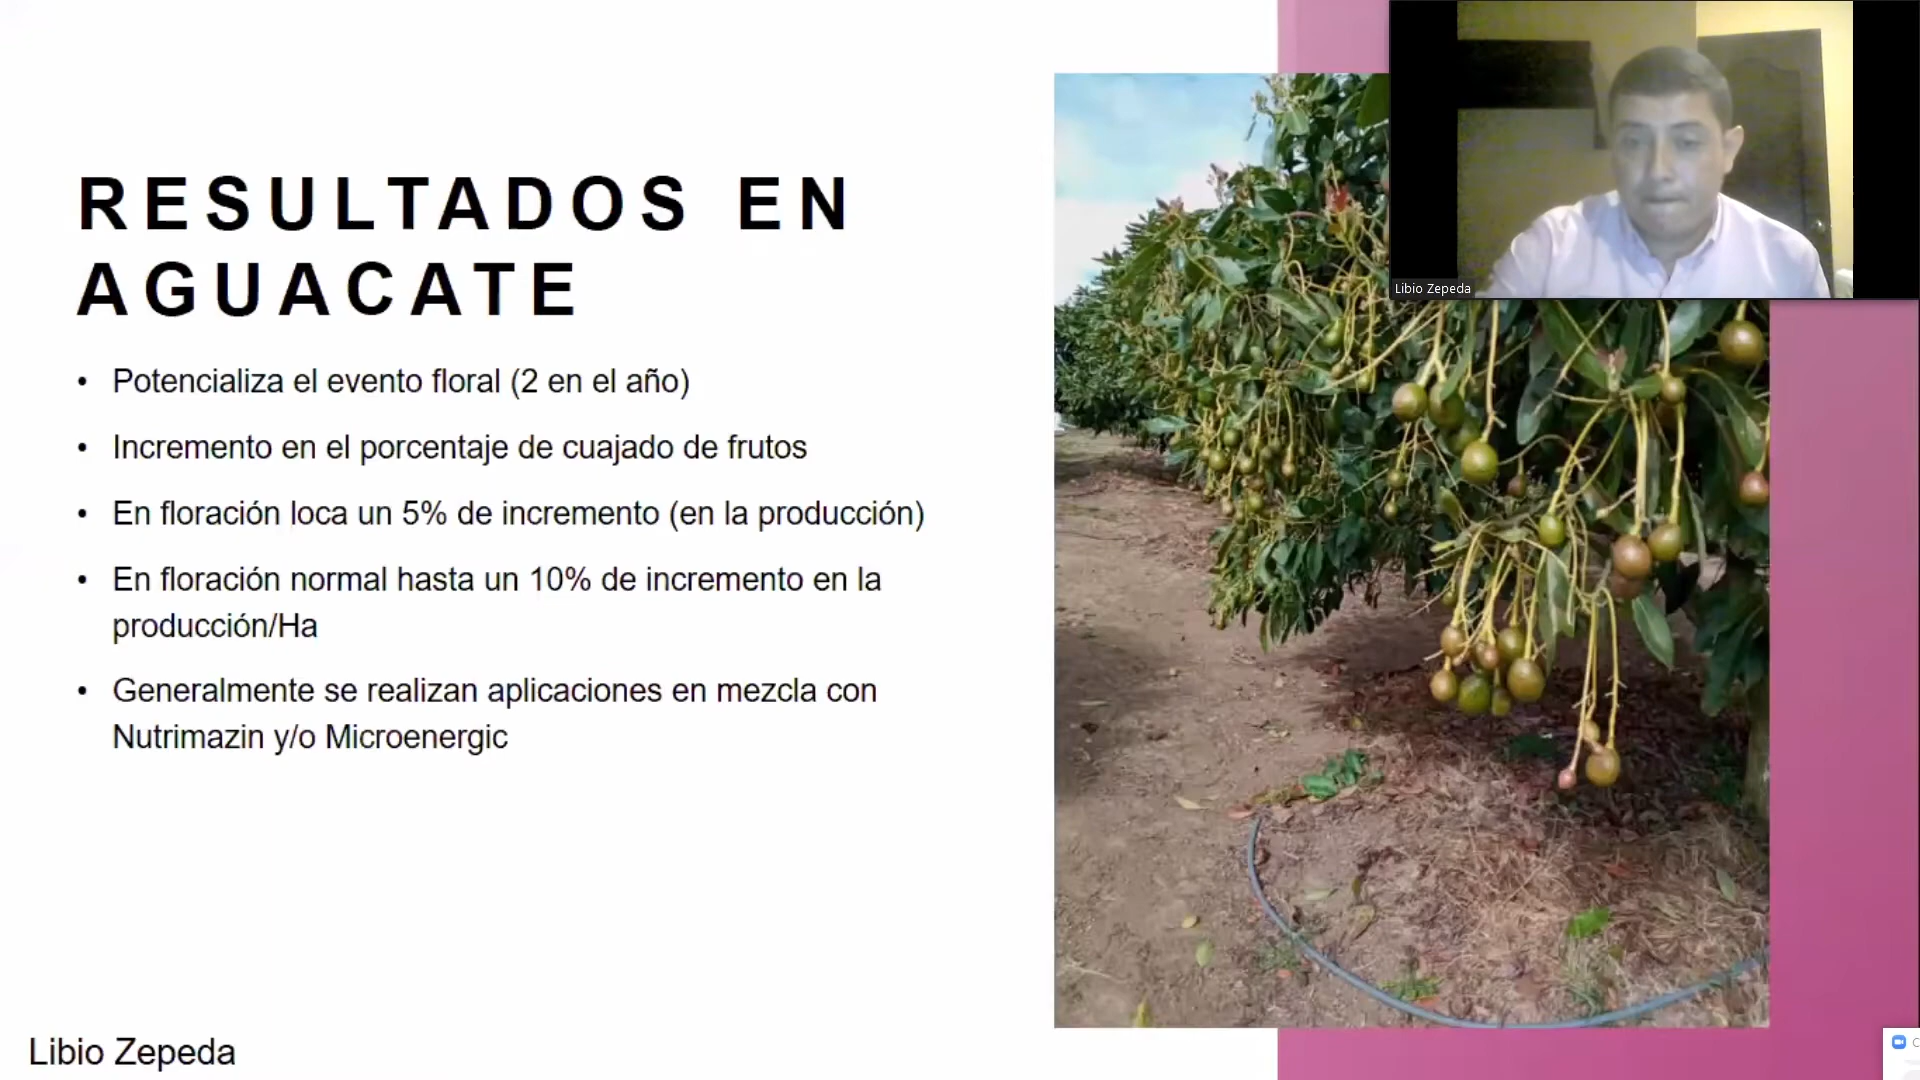 RESULTADOS EN
AGUACATE
• Potencializa el evento floral (2 en el año)
• Incremento en el porcentaje de cuajado de frutos
• En floración loca un 5% de incremento (en la producción)
• En floración normal hasta un 10% de incremento en la
producción/Ha
• Generalmente se realizan aplicaciones en mezcla con
Nutrimazin y/o Microenergic
Libio Zepeda
Libio Zepeda